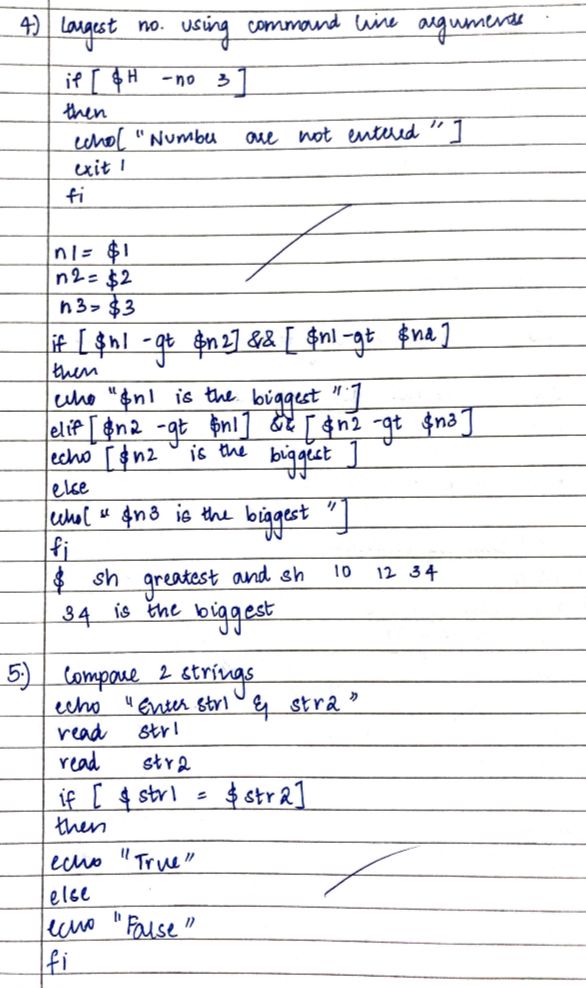 4) Largest no. using command line arguments.
if [ $H -no 3 ]
then
echo[ "Number are not entered" ]
exit 1
fi
n1= $1
n2= $2
n3= $3
if [ $n1 -gt $n2] && [ $n1 -gt $n2 ]
then
echo "$n1 is the biggest" ]
elif [ $n2 -gt $n1 ] && [ $n2 -gt $n3 ]
echo [ $n2 is the biggest ]
else
echo[ " $n3 is the biggest " ]
fi
$ sh greatest and sh 10 12 34
34 is the biggest
5.) Compare 2 strings
echo "Enter str1 & str2"
read str1
read str2
if [ $ str1 = $ str2 ]
then
echo "True"
else
echo "False"
fi